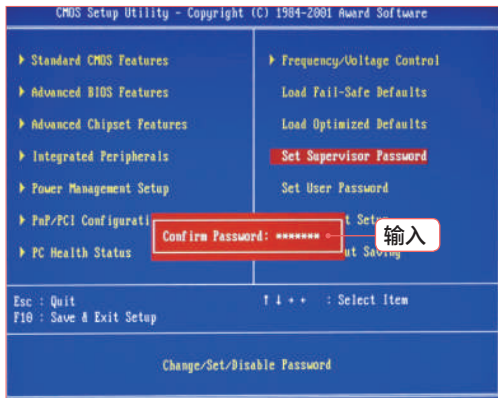 CMOS Setup Utility - Copyright (C) 1984-2001 Award Software
Standard CMOS Features
Advanced BIOS Features
Advanced Chipset Features
Integrated Peripherals
Power Management Setup
PnP/PCI Configurati
PC Health Status
Frequency/Voltage Control
Load Fail-Safe Defaults
Load Optimized Defaults
Set Supervisor Password
Set User Password
t Setup
ut Saving
Confirm Password: *******
输入
Esc : Quit
F10 : Save & Exit Setup
↑ ↓ → ← : Select Item
Change/Set/Disable Password